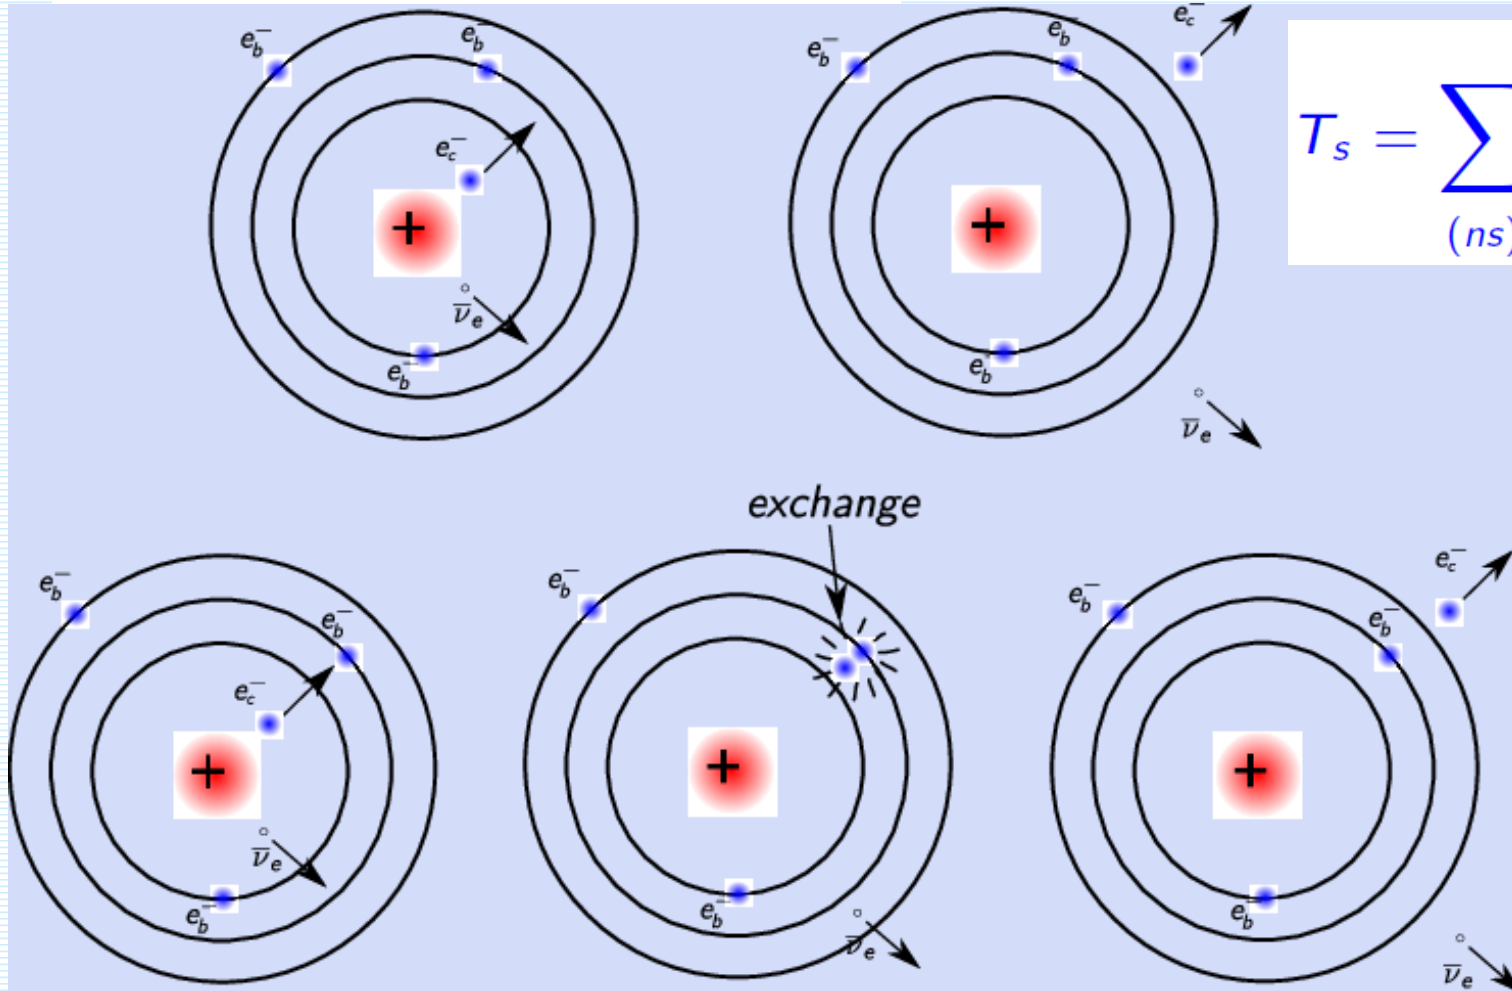 e_b^-
e_b^-
e_c^-
+
ν̅_e
e_b^-
e_b^-
e_b^-
e_c^-
+
e_b^-
ν̅_e
T_s = ∑
(ns)
exchange
e_b^-
e_b^-
e_c^-
+
ν̅_e
e_b^-
e_b^-
+
e_b^-
ν̅_e
e_b^-
e_c^-
e_b^-
+
e_b^-
ν̅_e